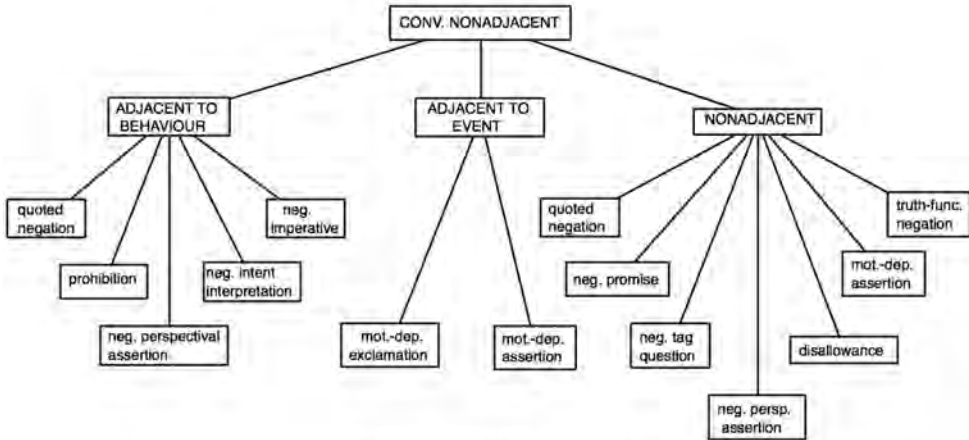 CONV. NONADJACENT
ADJACENT TO
BEHAVIOUR
ADJACENT TO
EVENT
NONADJACENT
quoted
negation
prohibition
neg. perspectival
assertion
neg. intent
interpretation
neg.
imperative
mot.-dep.
exclamation
mot.-dep.
assertion
quoted
negation
neg. promise
neg. tag
question
neg. persp.
assertion
disallowance
mot.-dep.
assertion
truth-func.
negation